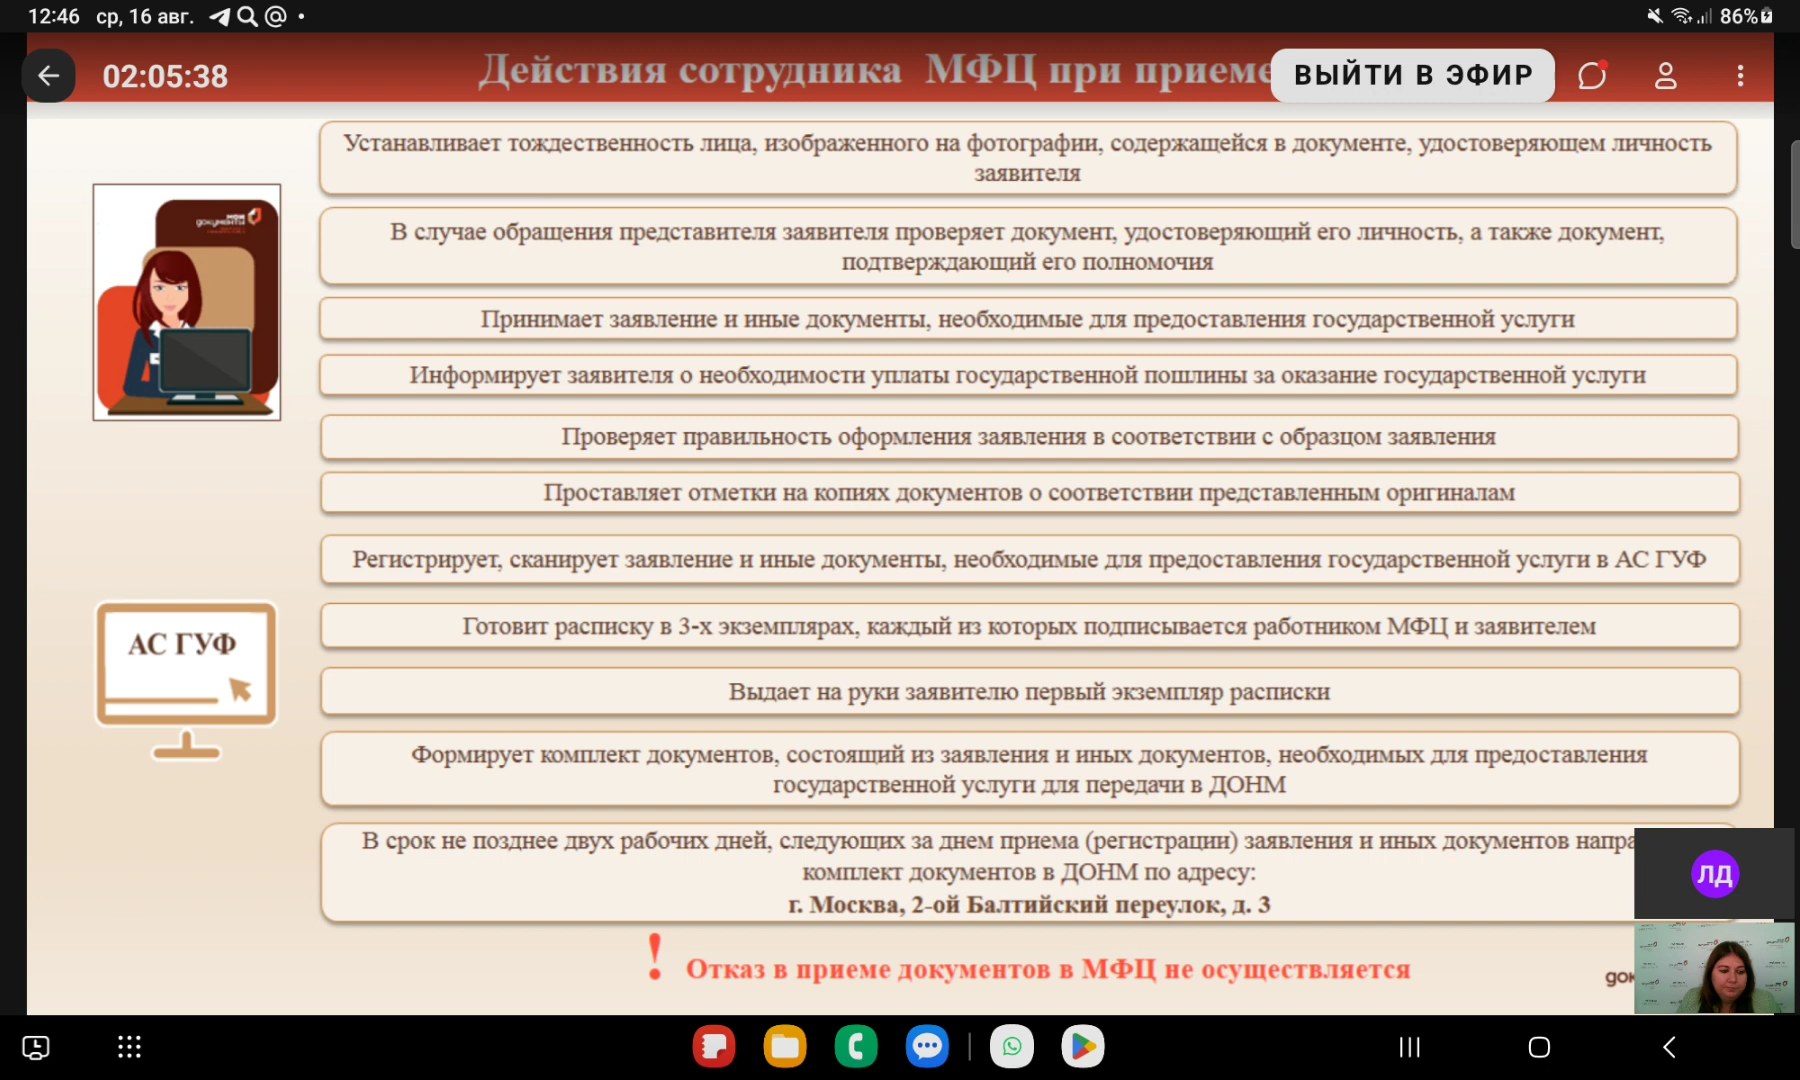 12:46 ср, 16 авг.
86%
02:05:38
Действия сотрудника МФЦ при приеме
ВЫЙТИ В ЭФИР
Устанавливает тождественность лица, изображенного на фотографии, содержащейся в документе, удостоверяющем личность
заявителя
мои
документы
В случае обращения представителя заявителя проверяет документ, удостоверяющий его личность, а также документ,
подтверждающий его полномочия
Принимает заявление и иные документы, необходимые для предоставления государственной услуги
Информирует заявителя о необходимости уплаты государственной пошлины за оказание государственной услуги
Проверяет правильность оформления заявления в соответствии с образцом заявления
Проставляет отметки на копиях документов о соответствии представленным оригиналам
Регистрирует, сканирует заявление и иные документы, необходимые для предоставления государственной услуги в АС ГУФ
АС ГУФ
Готовит расписку в 3-х экземплярах, каждый из которых подписывается работником МФЦ и заявителем
Выдает на руки заявителю первый экземпляр расписки
Формирует комплект документов, состоящий из заявления и иных документов, необходимых для предоставления
государственной услуги для передачи в ДОНМ
В срок не позднее двух рабочих дней, следующих за днем приема (регистрации) заявления и иных документов напра
комплект документов в ДОНМ по адресу:
г. Москва, 2-ой Балтийский переулок, д. 3
ЛД
! Отказ в приеме документов в МФЦ не осуществляется
док